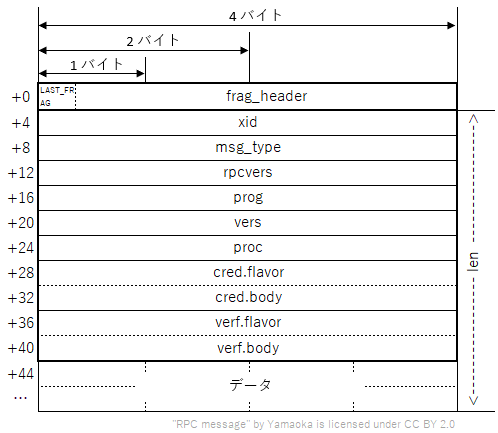 4 バイト
2 バイト
1 バイト
+0 LAST_FR
AG frag_header
+4 xid
+8 msg_type
+12 rpcvers
+16 prog
+20 vers
+24 proc
+28 cred.flavor
len
+32 cred.body
+36 verf.flavor
+40 verf.body
+44 データ
…
"RPC message" by Yamaoka is licensed under CC BY 2.0